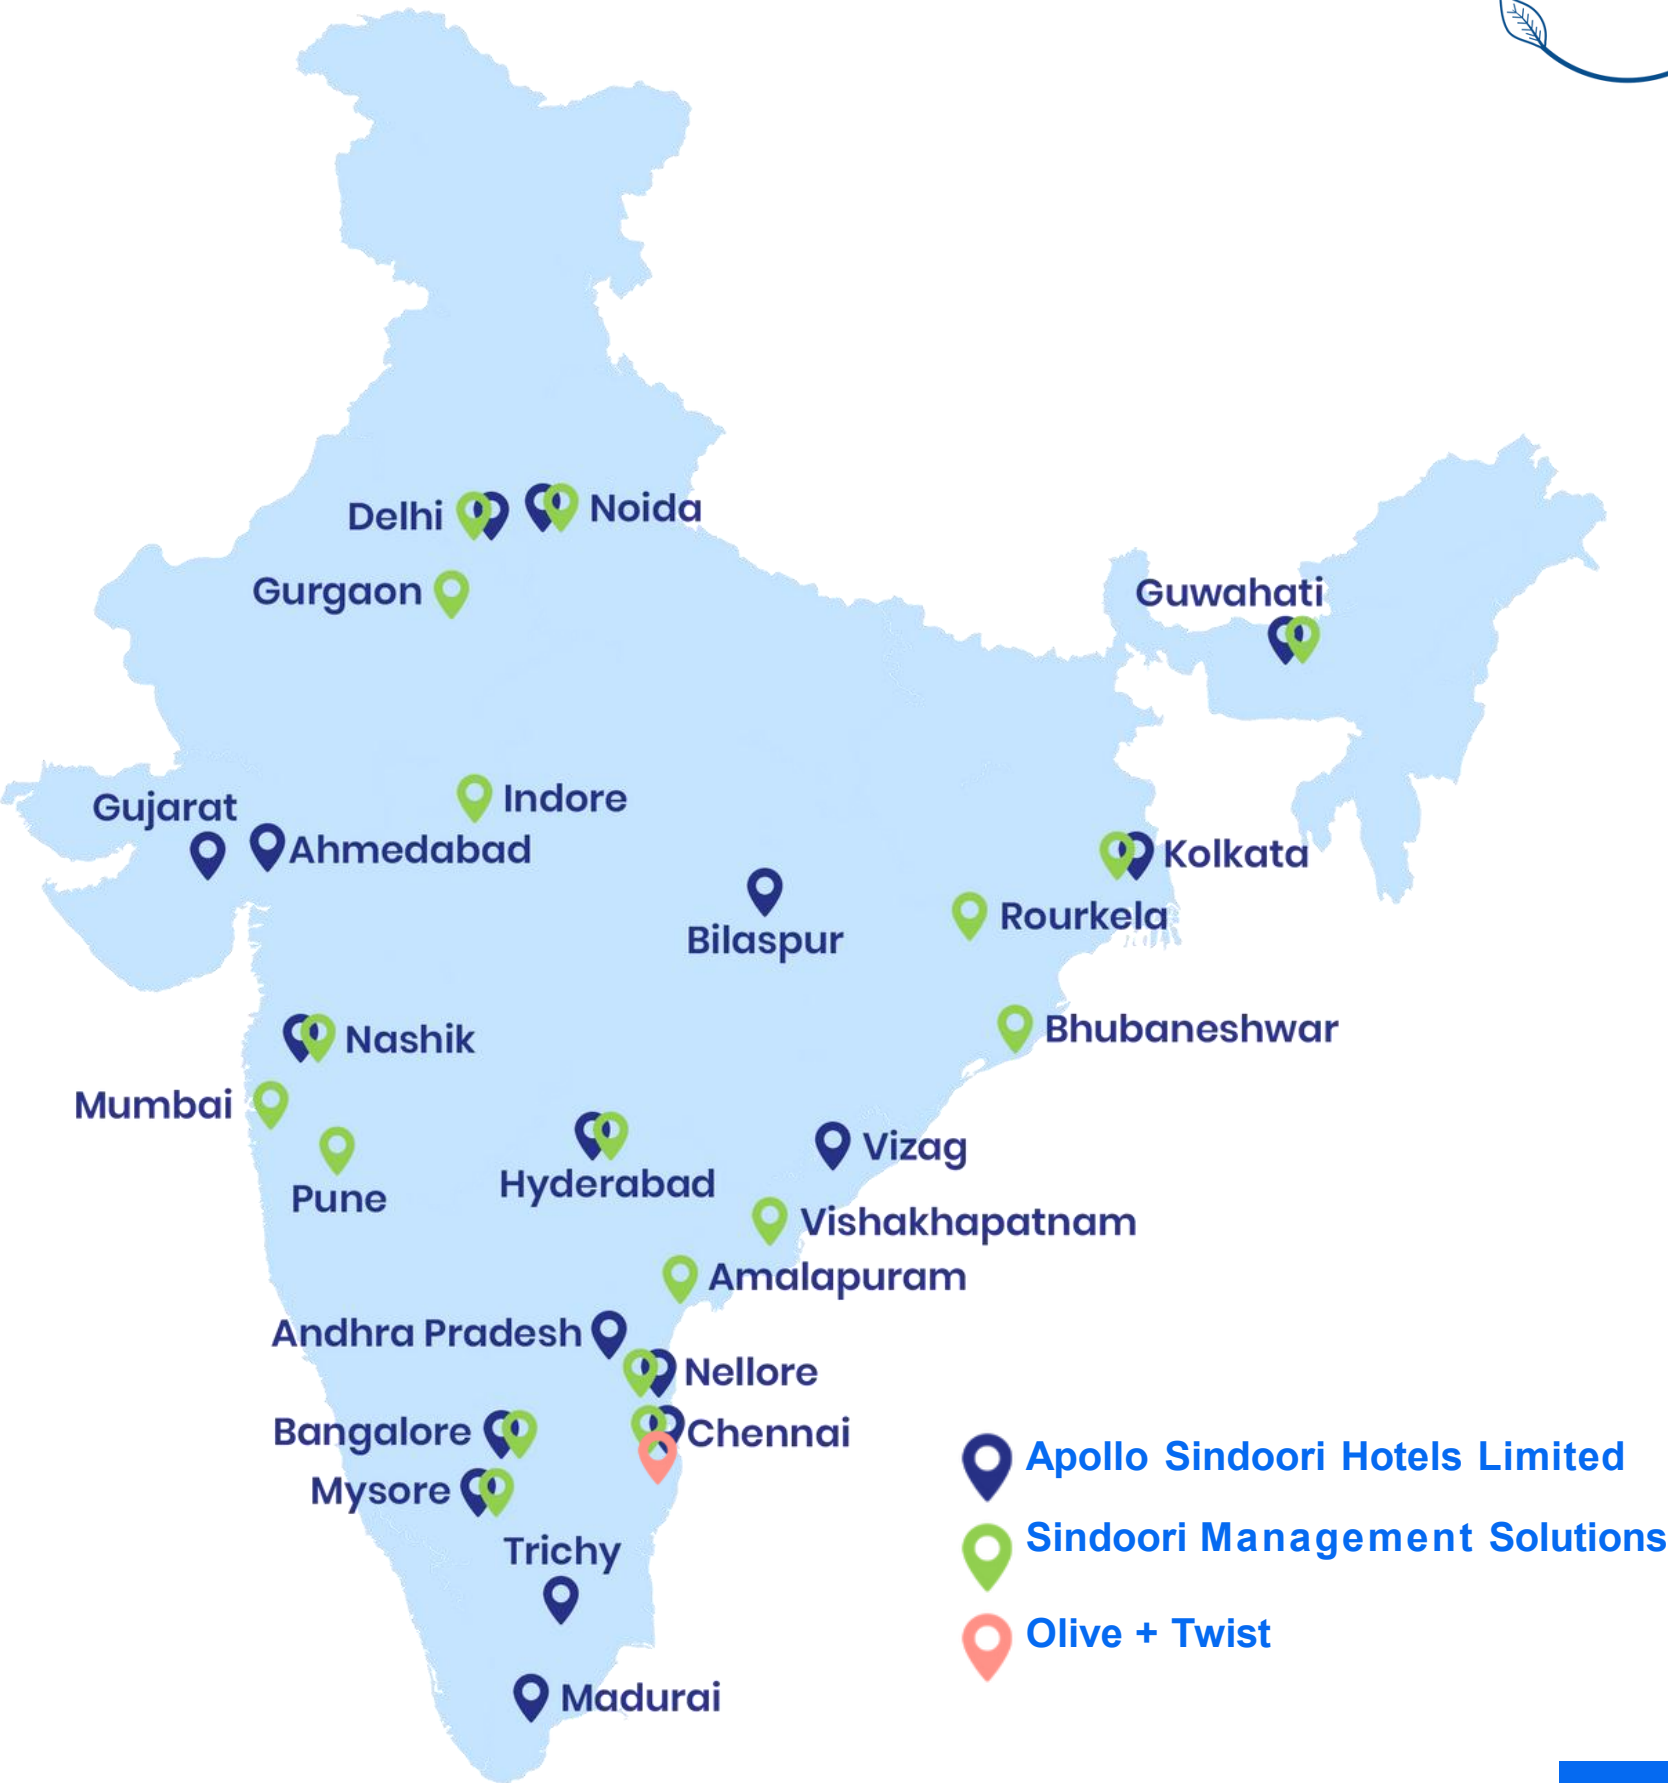 Delhi
Noida
Gurgaon
Guwahati
Indore
Gujarat
Ahmedabad
Kolkata
Bilaspur
Rourkela
Nashik
Bhubaneshwar
Mumbai
Pune
Hyderabad
Vizag
Vishakhapatnam
Amalapuram
Andhra Pradesh
Nellore
Bangalore
Chennai
Mysore
Trichy
Madurai
Apollo Sindoori Hotels Limited
Sindoori Management Solutions
Olive + Twist